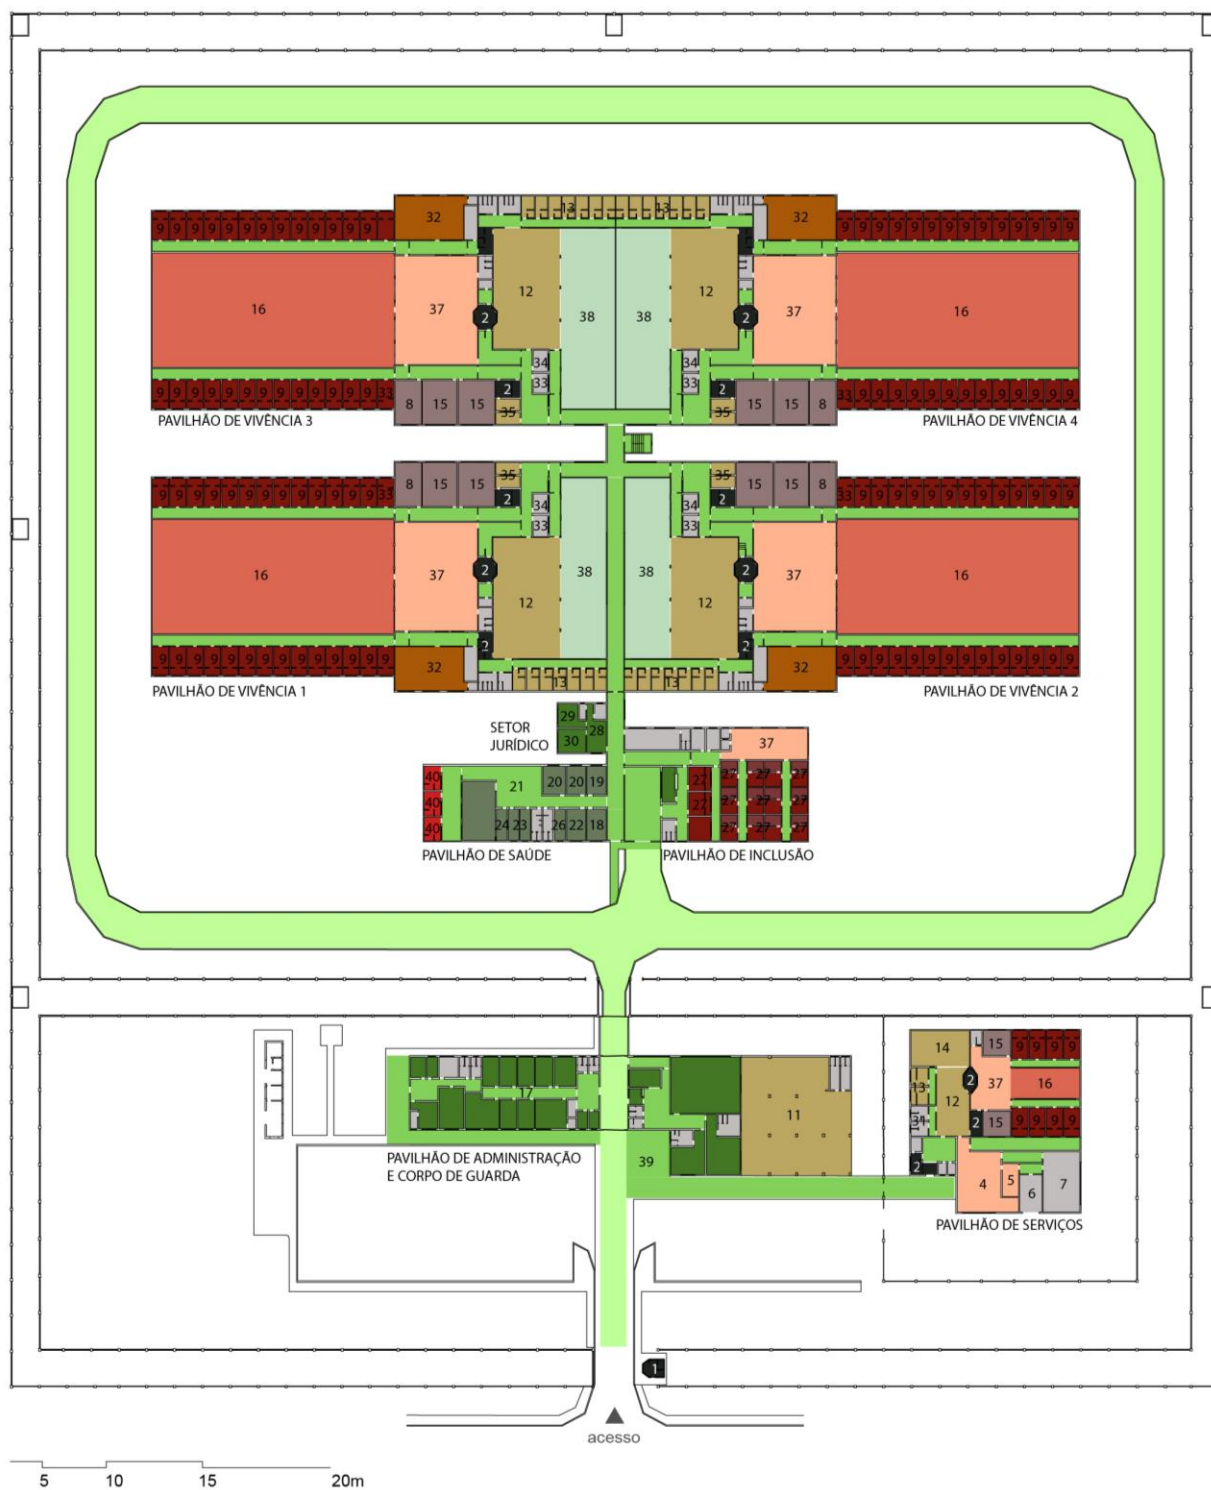 32 13 13 32
9 9 9 9 9 9 9 9 9 9 9 9 9
9 9 9 9 9 9 9 9 9 9 9 9 9 9
2 2
16 37 2 12 38 38 12 2 37 16
34 34
33 33
9 9 9 9 9 9 9 9 9 9 9 9 9 33
8 15 15 2 35
2 35 15 15 8
33 9 9 9 9 9 9 9 9 9 9 9 9 9
PAVILHÃO DE VIVÊNCIA 3
PAVILHÃO DE VIVÊNCIA 4
9 9 9 9 9 9 9 9 9 9 9 9 9 33
8 15 15 35 2
35 2 15 15 8
33 9 9 9 9 9 9 9 9 9 9 9 9 9
34 34
33 33
16 37 2 12 38 38 12 2 37 16
2 2
9 9 9 9 9 9 9 9 9 9 9 9 9 9
32 13 13 32
9 9 9 9 9 9 9 9 9 9 9 9 9 9
PAVILHÃO DE VIVÊNCIA 1
PAVILHÃO DE VIVÊNCIA 2
SETOR
JURÍDICO
29 28
30
37
40 21 20 20 19
27 27 27 27
40
27 27 27 27
40 24 23 26 22 18
27 27 27
PAVILHÃO DE SAÚDE
PAVILHÃO DE INCLUSÃO
14 15 9 9 9 9
17
13 12 2 37 16
11
31 2 15 9 9 9 9
PAVILHÃO DE ADMINISTRAÇÃO
E CORPO DE GUARDA
39
2
4 5 6 7
PAVILHÃO DE SERVIÇOS
1
acesso
5 10 15 20m